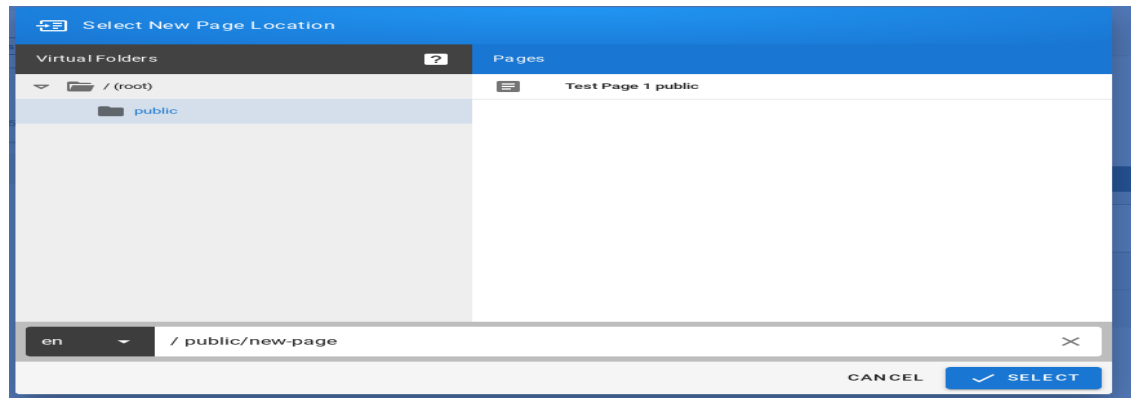 Select New Page Location
Virtual Folders
?
Pages
/ (root)
public
Test Page 1 public
en
/ public/new-page
CANCEL
SELECT